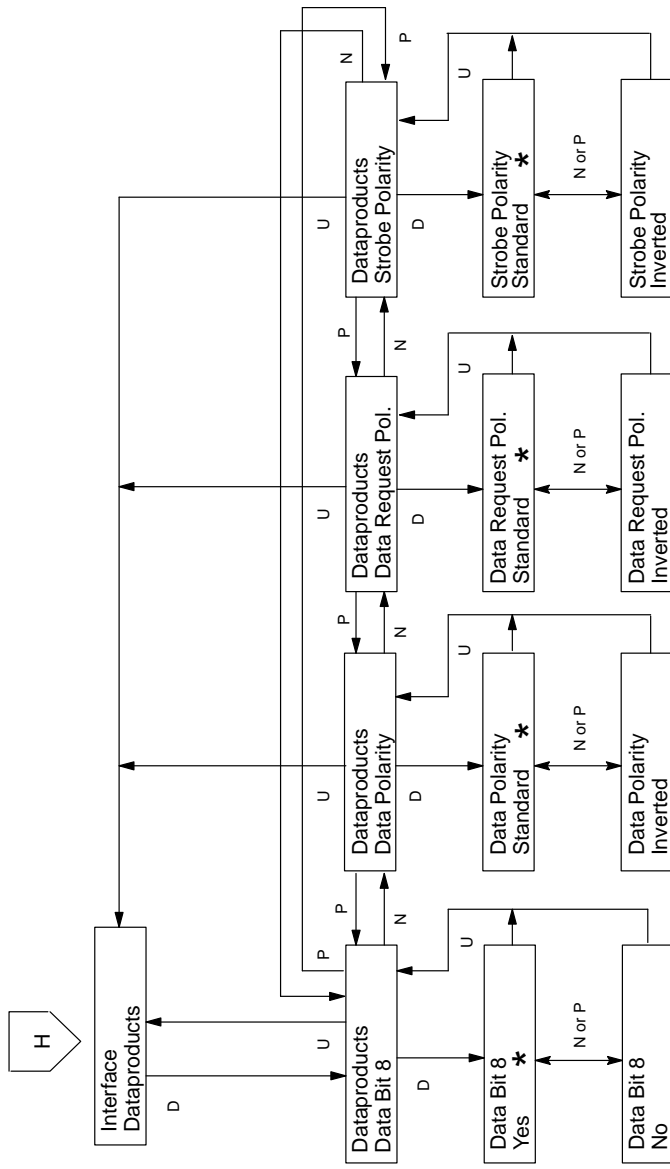 H
Interface
Dataproducts
D
U
P
U
U
U
N
P
P
P
P
Dataproducts
Data Bit 8
Dataproducts
Data Polarity
Dataproducts
Data Request Pol.
Dataproducts
Strobe Polarity
N
N
N
D
U
D
U
D
U
D
U
Data Bit 8
Yes *
Data Polarity
Standard *
Data Request Pol.
Standard *
Strobe Polarity
Standard *
N or P
N or P
N or P
N or P
Data Bit 8
No
Data Polarity
Inverted
Data Request Pol.
Inverted
Strobe Polarity
Inverted